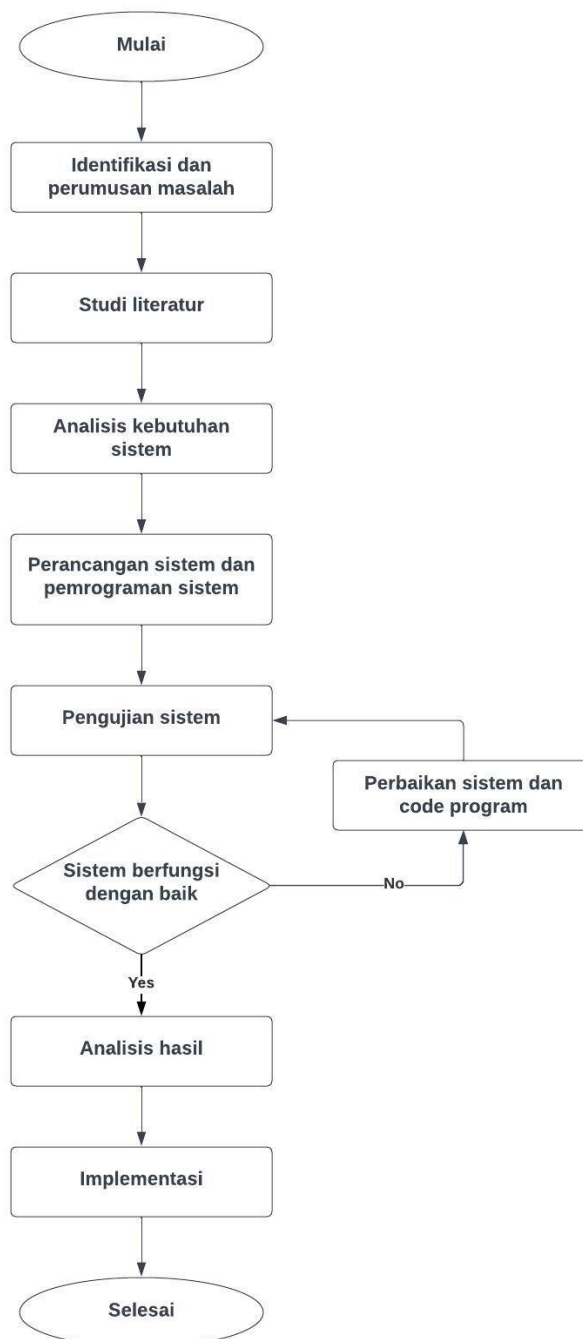 Mulai
Identifikasi dan
perumusan masalah
Studi literatur
Analisis kebutuhan
sistem
Perancangan sistem dan
pemrograman sistem
Pengujian sistem
Perbaikan sistem dan
code program
Sistem berfungsi
dengan baik
No
Yes
Analisis hasil
Implementasi
Selesai